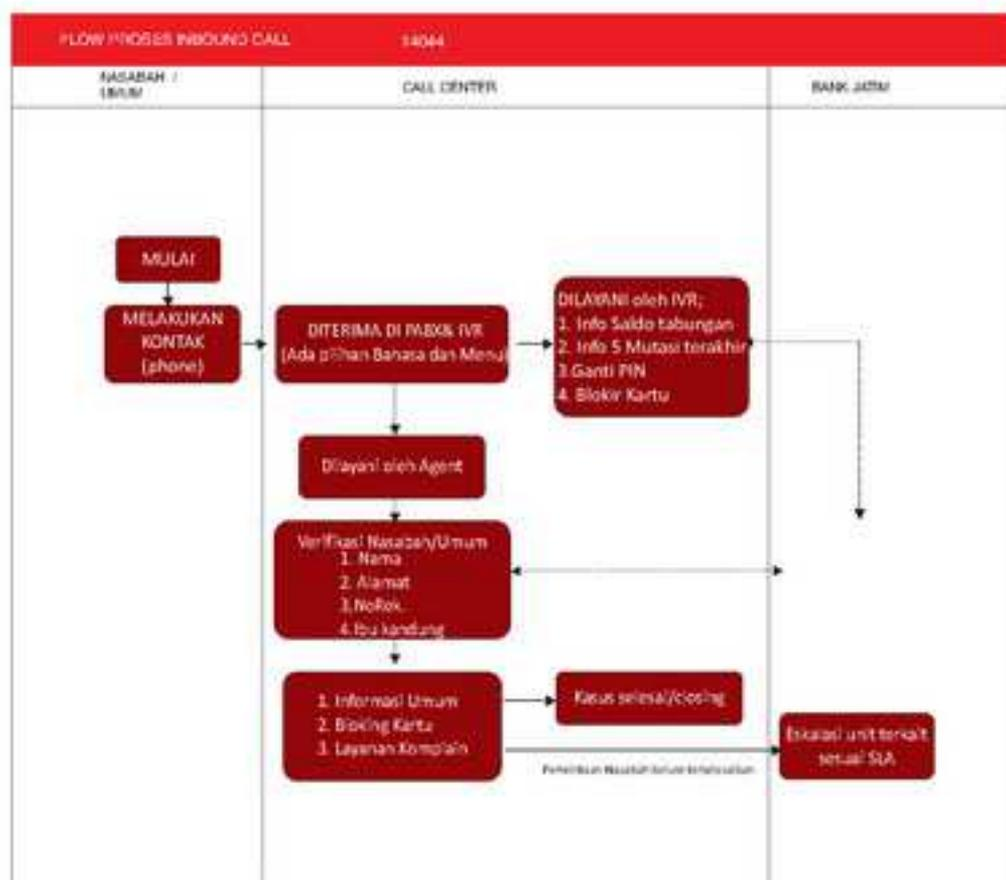 FLOW PROSES INBOUND CALL 14044
NASABAH /
UMUM
CALL CENTER
BANK JATIM
MULAI
MELAKUKAN
KONTAK
(phone)
DITERIMA DI PABX& IVR
(Ada pilihan Bahasa dan Menu)
DILAYANI oleh IVR;
1. Info Saldo tabungan
2. Info 5 Mutasi terakhir
3.Ganti PIN
4. Blokir Kartu
Dilayani oleh Agent
Verifikasi Nasabah/Umum
1. Nama
2. Alamat
3.NoRek
4.Ibu kandung
1. Informasi Umum
2. Bloking Kartu
3. Layanan Komplain
Kasus selesai/closing
Eskalasi unit terkait
sesuai SLA
Nasabah